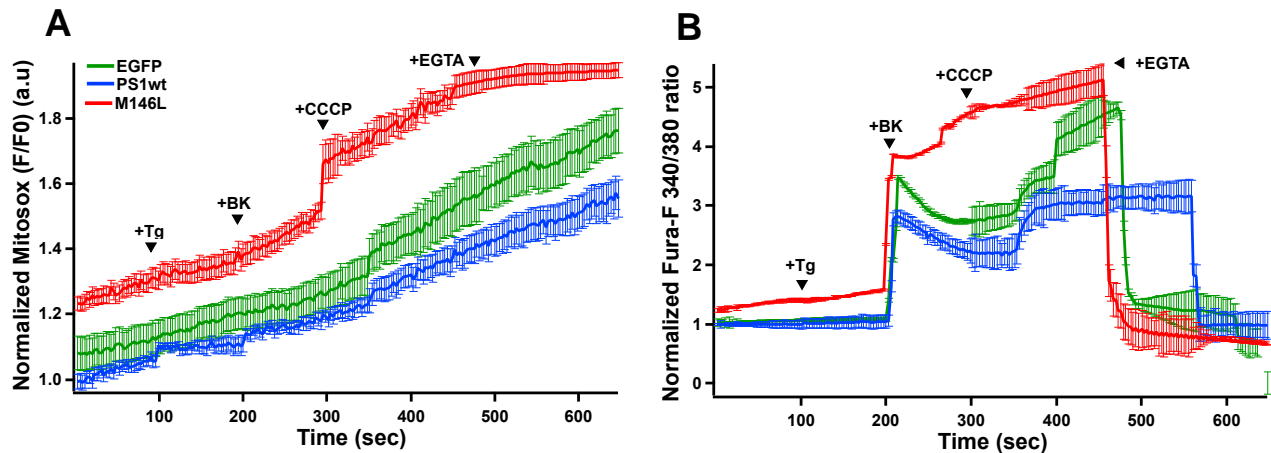 A
EGFP
PS1wt
M146L
Normalized Mitosox (F/F0) (a.u)
1.8
1.6
1.4
1.2
1.0
+Tg
+BK
+CCCP
+EGTA
100 200 300 400 500 600
Time (sec)
B
Normalized Fura-F 340/380 ratio
5
4
3
2
1
0
+Tg
+BK
+CCCP
+EGTA
0 100 200 300 400 500 600
Time (sec)